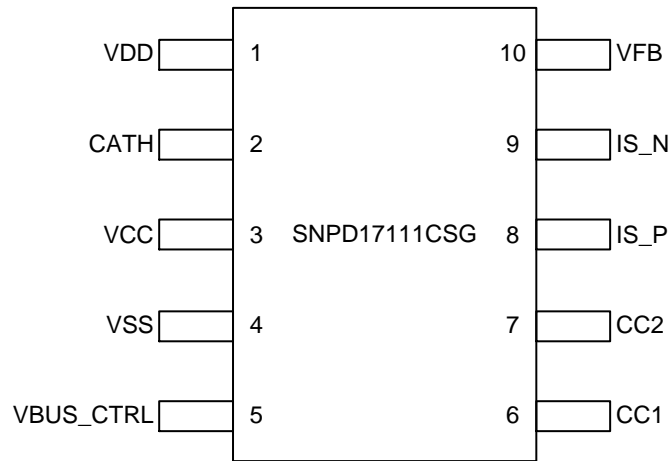 VDD 1 10 VFB
CATH 2 9 IS_N
VCC 3 SNPD17111CSG 8 IS_P
VSS 4 7 CC2
VBUS_CTRL 5 6 CC1